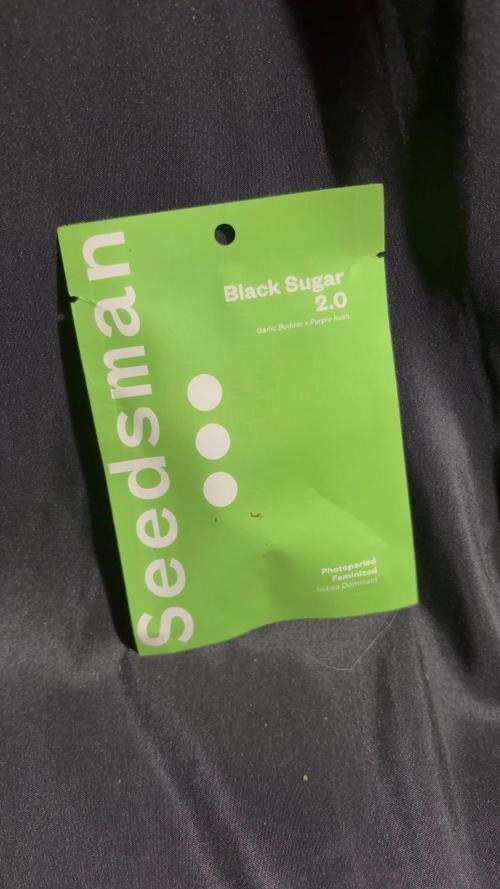 Seedsman
Black Sugar
2.0
Garlic Budder x Purple Kush
Photoperiod
Feminized
Indica Dominant